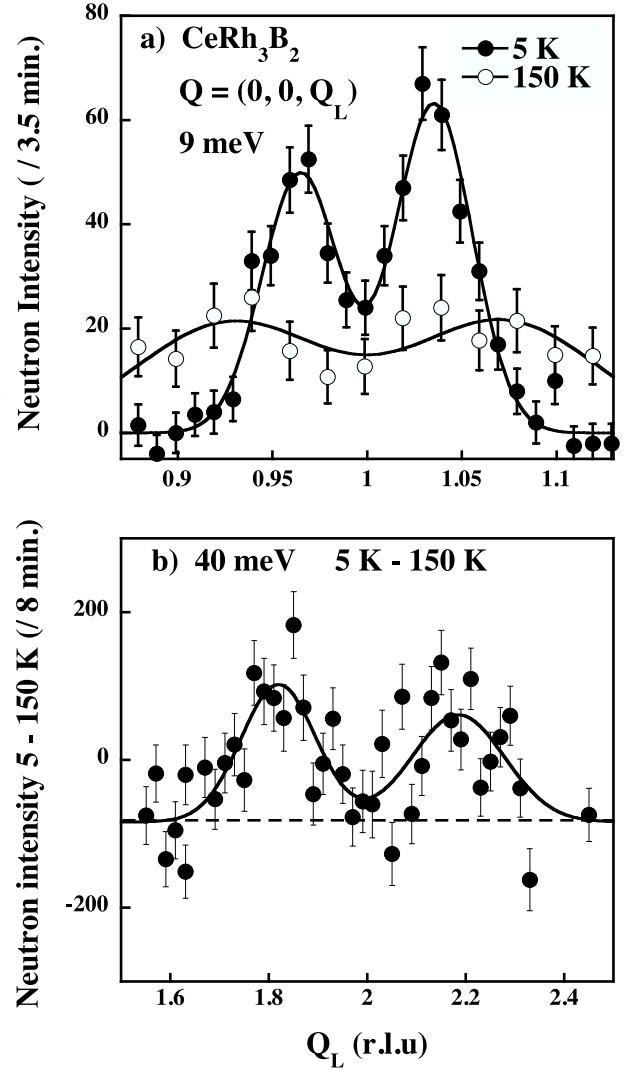 80
60
40
20
0
Neutron Intensity ( / 3.5 min.)
a) CeRh3B2
Q = (0, 0, QL)
9 meV
5 K
150 K
0.9 0.95 1 1.05 1.1
b) 40 meV 5 K - 150 K
200
0
-200
Neutron intensity 5 - 150 K (/ 8 min.)
1.6 1.8 2 2.2 2.4
QL (r.l.u)